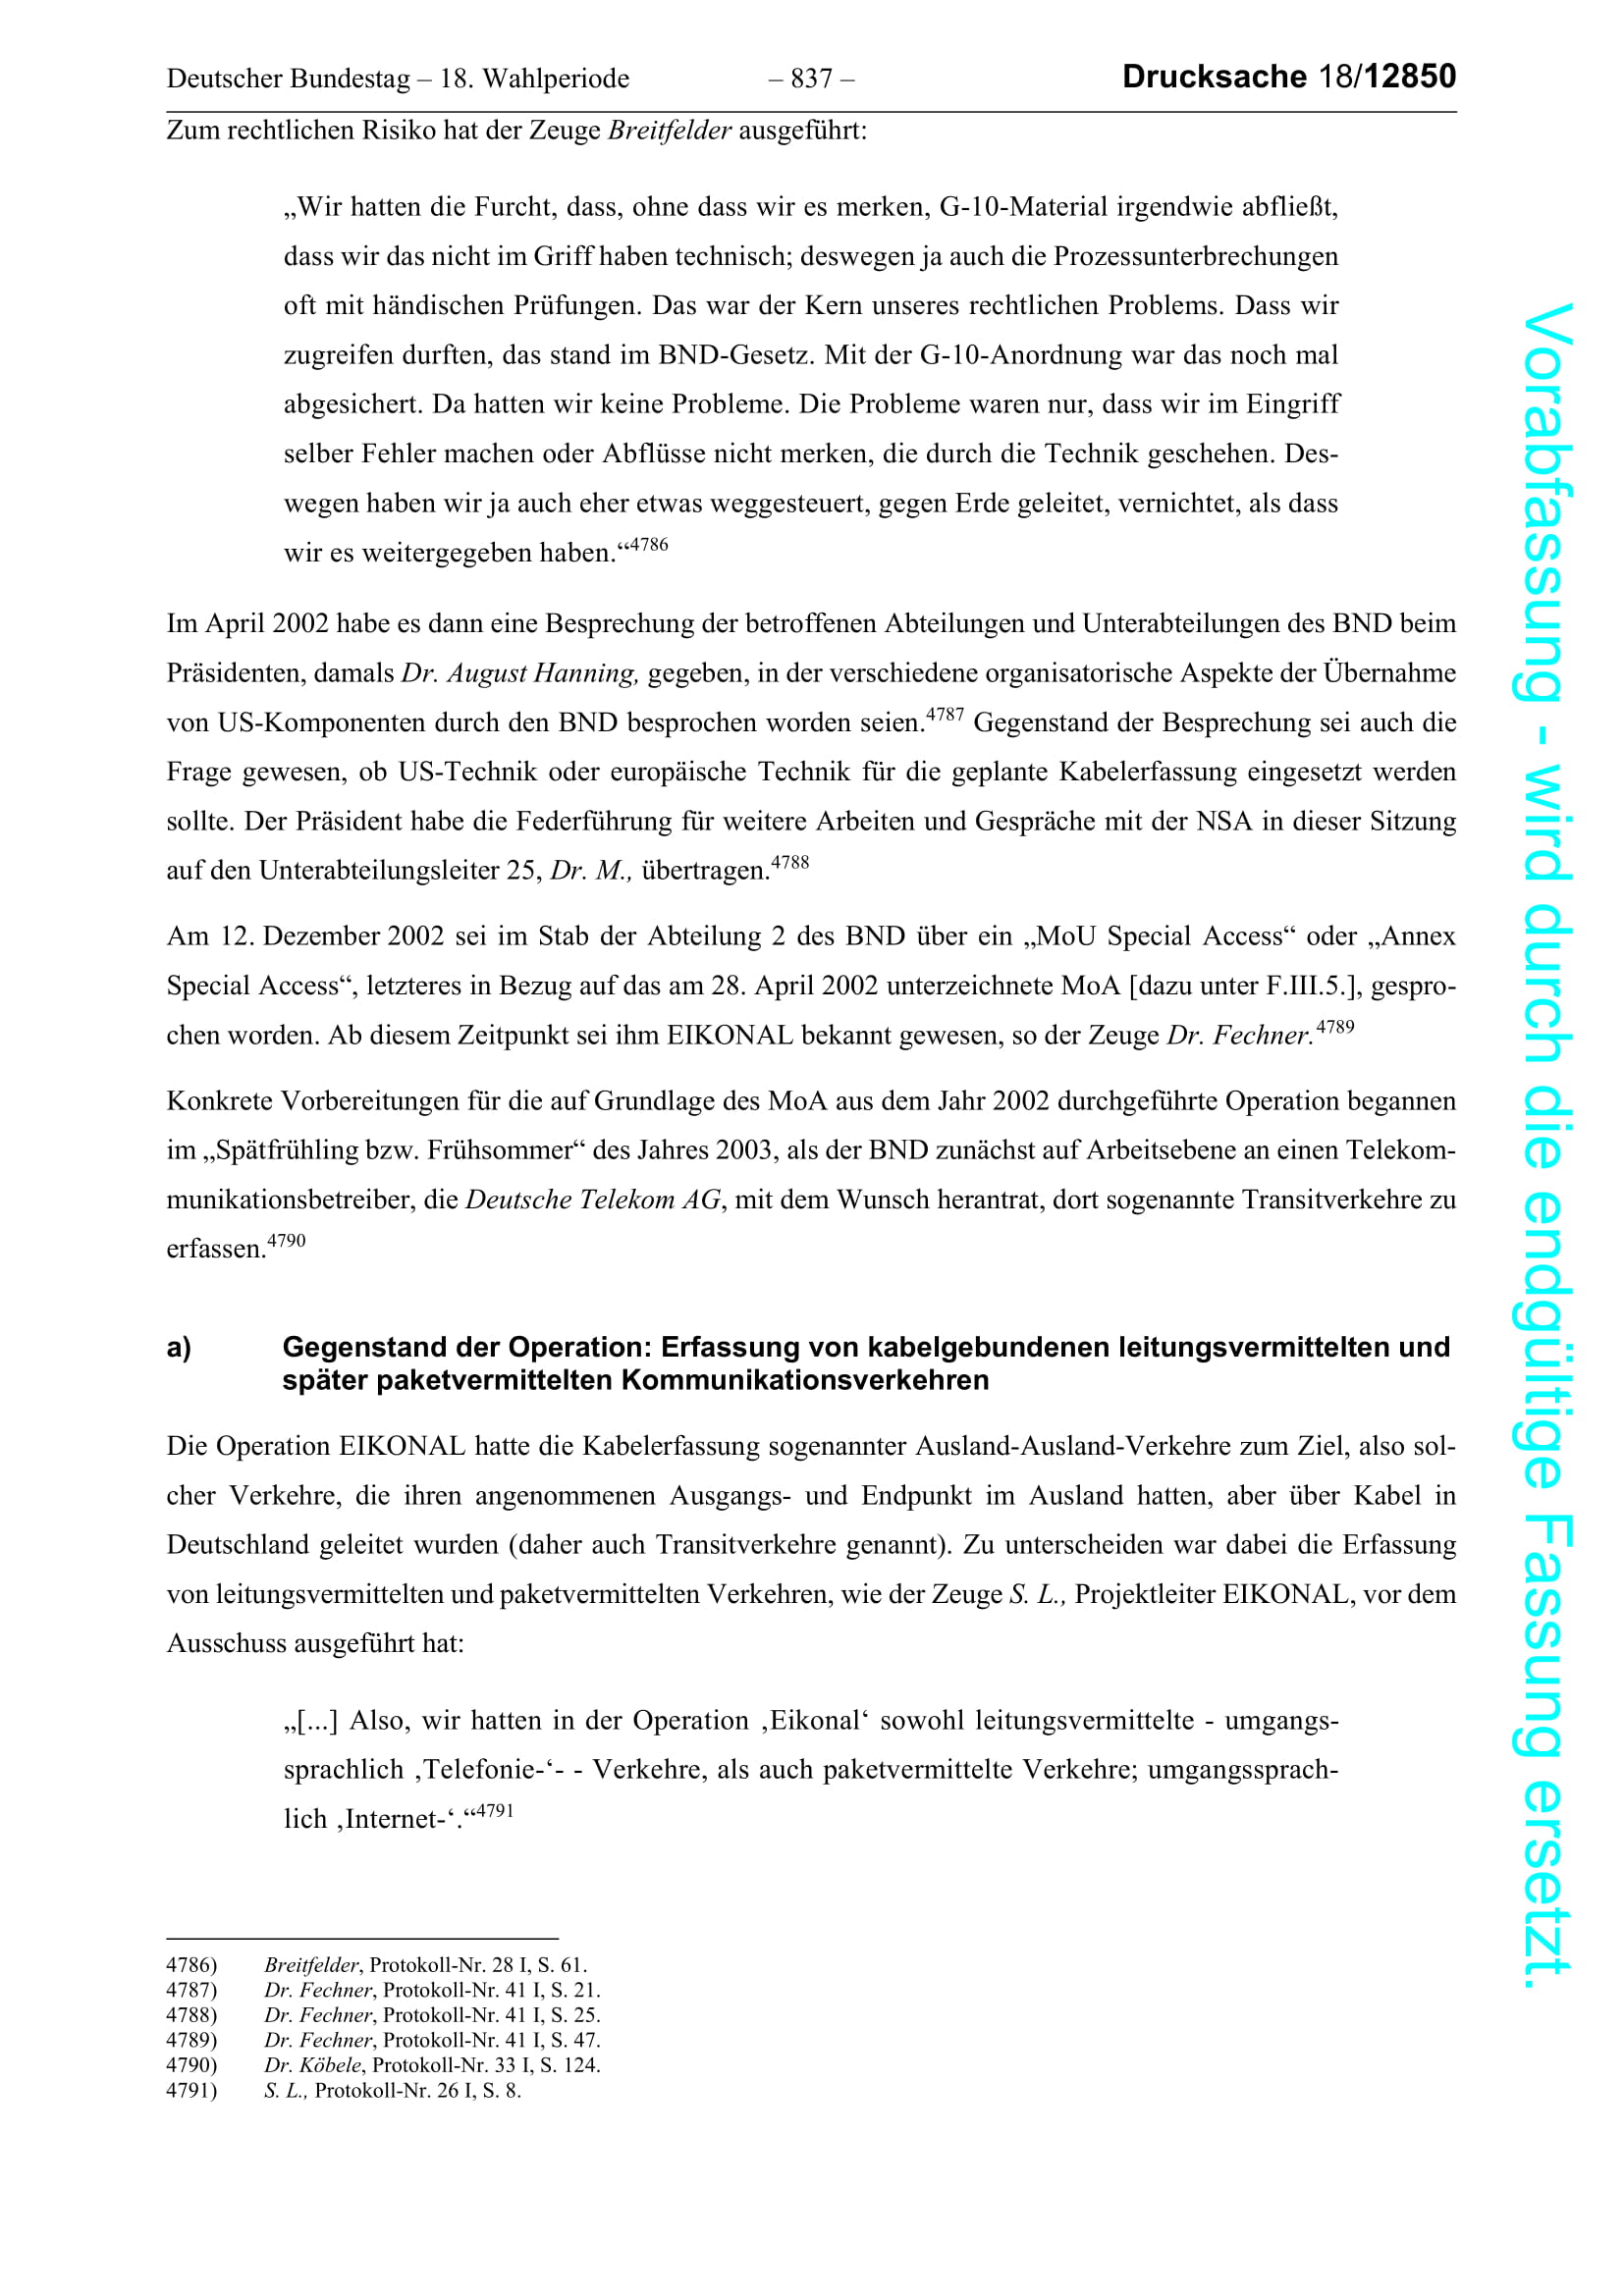 Deutscher Bundestag – 18. Wahlperiode – 837 – Drucksache 18/12850
Zum rechtlichen Risiko hat der Zeuge Breitfelder ausgeführt:
„Wir hatten die Furcht, dass, ohne dass wir es merken, G-10-Material irgendwie abfließt,
dass wir das nicht im Griff haben technisch; deswegen ja auch die Prozessunterbrechungen
oft mit händischen Prüfungen. Das war der Kern unseres rechtlichen Problems. Dass wir
zugreifen durften, das stand im BND-Gesetz. Mit der G-10-Anordnung war das noch mal
abgesichert. Da hatten wir keine Probleme. Die Probleme waren nur, dass wir im Eingriff
selber Fehler machen oder Abflüsse nicht merken, die durch die Technik geschehen. Des-
wegen haben wir ja auch eher etwas weggesteuert, gegen Erde geleitet, vernichtet, als dass
wir es weitergegeben haben.“4786
Im April 2002 habe es dann eine Besprechung der betroffenen Abteilungen und Unterabteilungen des BND beim
Präsidenten, damals Dr. August Hanning, gegeben, in der verschiedene organisatorische Aspekte der Übernahme
von US-Komponenten durch den BND besprochen worden seien.4787 Gegenstand der Besprechung sei auch die
Frage gewesen, ob US-Technik oder europäische Technik für die geplante Kabelerfassung eingesetzt werden
sollte. Der Präsident habe die Federführung für weitere Arbeiten und Gespräche mit der NSA in dieser Sitzung
auf den Unterabteilungsleiter 25, Dr. M., übertragen.4788
Am 12. Dezember 2002 sei im Stab der Abteilung 2 des BND über ein „MoU Special Access“ oder „Annex
Special Access“, letzteres in Bezug auf das am 28. April 2002 unterzeichnete MoA [dazu unter F.III.5.], gespro-
chen worden. Ab diesem Zeitpunkt sei ihm EIKONAL bekannt gewesen, so der Zeuge Dr. Fechner.4789
Konkrete Vorbereitungen für die auf Grundlage des MoA aus dem Jahr 2002 durchgeführte Operation begannen
im „Spätfrühling bzw. Frühsommer“ des Jahres 2003, als der BND zunächst auf Arbeitsebene an einen Telekom-
munikationsbetreiber, die Deutsche Telekom AG, mit dem Wunsch herantrat, dort sogenannte Transitverkehre zu
erfassen.4790
a) Gegenstand der Operation: Erfassung von kabelgebundenen leitungsvermittelten und
später paketvermittelten Kommunikationsverkehren
Die Operation EIKONAL hatte die Kabelerfassung sogenannter Ausland-Ausland-Verkehre zum Ziel, also sol-
cher Verkehre, die ihren angenommenen Ausgangs- und Endpunkt im Ausland hatten, aber über Kabel in
Deutschland geleitet wurden (daher auch Transitverkehre genannt). Zu unterscheiden war dabei die Erfassung
von leitungsvermittelten und paketvermittelten Verkehren, wie der Zeuge S. L., Projektleiter EIKONAL, vor dem
Ausschuss ausgeführt hat:
„[...] Also, wir hatten in der Operation ‚Eikonal‘ sowohl leitungsvermittelte - umgangs-
sprachlich ‚Telefonie-‘- - Verkehre, als auch paketvermittelte Verkehre; umgangssprach-
lich ‚Internet-‘.“4791
4786) Breitfelder, Protokoll-Nr. 28 I, S. 61.
4787) Dr. Fechner, Protokoll-Nr. 41 I, S. 21.
4788) Dr. Fechner, Protokoll-Nr. 41 I, S. 25.
4789) Dr. Fechner, Protokoll-Nr. 41 I, S. 47.
4790) Dr. Köbele, Protokoll-Nr. 33 I, S. 124.
4791) S. L., Protokoll-Nr. 26 I, S. 8.
Vorabfassung - wird durch die endgültige Fassung ersetzt.